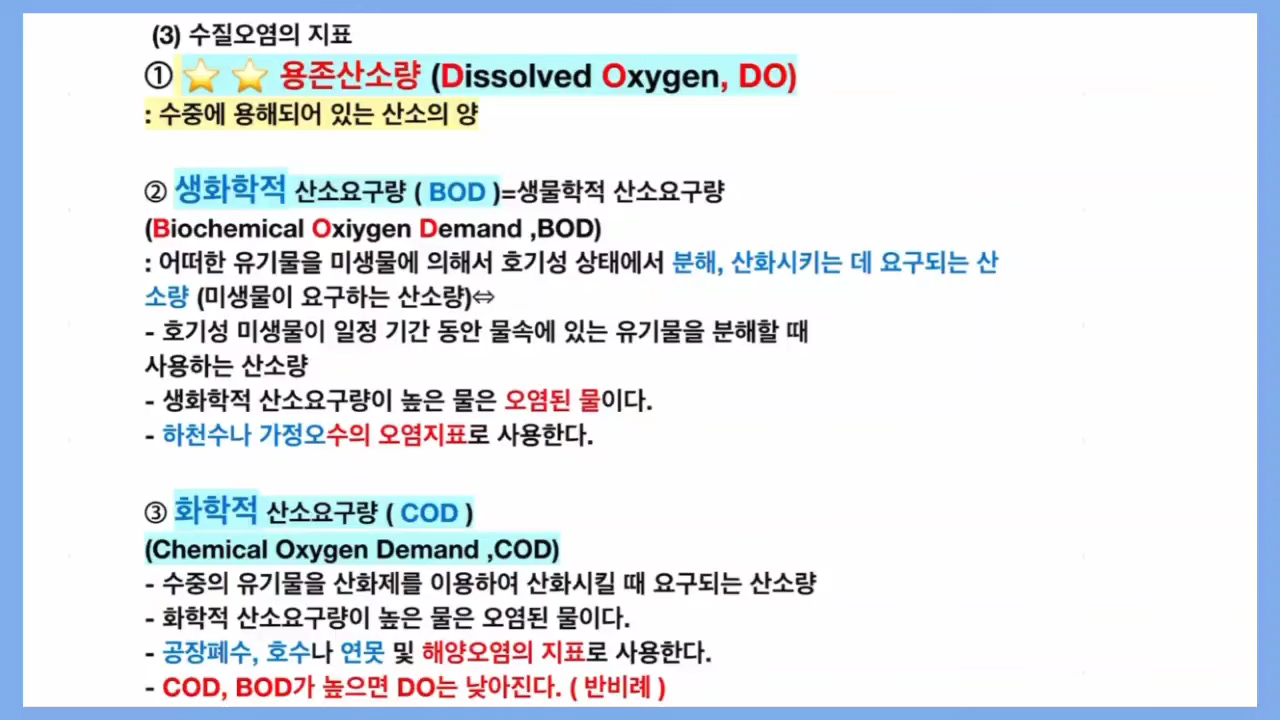 (3) 수질오염의 지표
① ⭐ ⭐ 용존산소량 (Dissolved Oxygen, DO)
: 수중에 용해되어 있는 산소의 양
② 생화학적 산소요구량 ( BOD )=생물학적 산소요구량
(Biochemical Oxiygen Demand ,BOD)
: 어떠한 유기물을 미생물에 의해서 호기성 상태에서 분해, 산화시키는 데 요구되는 산
소량 (미생물이 요구하는 산소량)⇔
- 호기성 미생물이 일정 기간 동안 물속에 있는 유기물을 분해할 때
사용하는 산소량
- 생화학적 산소요구량이 높은 물은 오염된 물이다.
- 하천수나 가정오수의 오염지표로 사용한다.
③ 화학적 산소요구량 ( COD )
(Chemical Oxygen Demand ,COD)
- 수중의 유기물을 산화제를 이용하여 산화시킬 때 요구되는 산소량
- 화학적 산소요구량이 높은 물은 오염된 물이다.
- 공장폐수, 호수나 연못 및 해양오염의 지표로 사용한다.
- COD, BOD가 높으면 DO는 낮아진다. ( 반비례 )